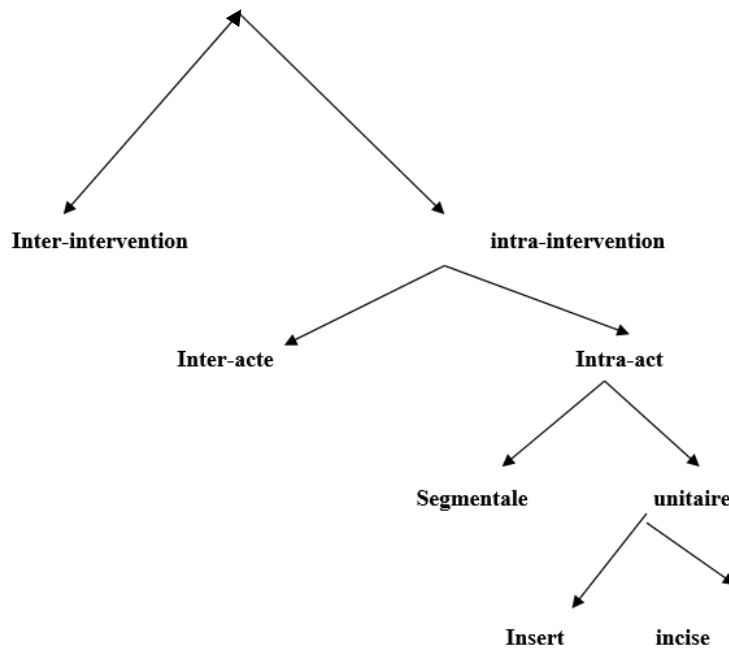 Inter-intervention intra-intervention
Inter-acte Intra-act
Segmentale unitaire
Insert incise